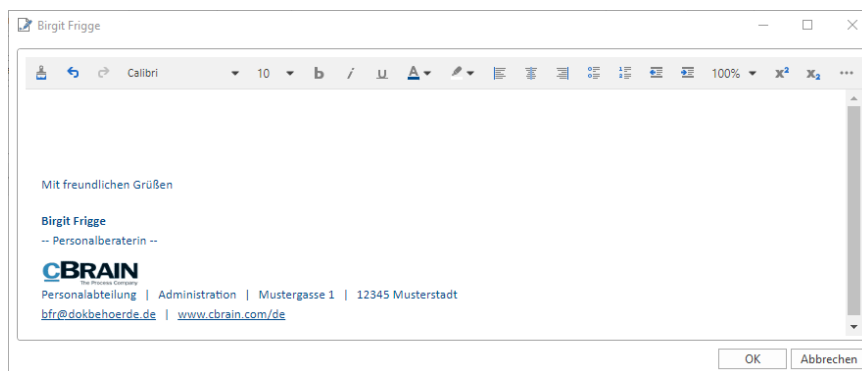 Birgit Frigge
Calibri 10 b i u A 100% x² x₂ ...
Mit freundlichen Grüßen
Birgit Frigge
-- Personalberaterin --
cBRAIN
The Process Company
Personalabteilung | Administration | Mustergasse 1 | 12345 Musterstadt
bfr@dokbehoerde.de | www.cbrain.com/de
OK Abbrechen